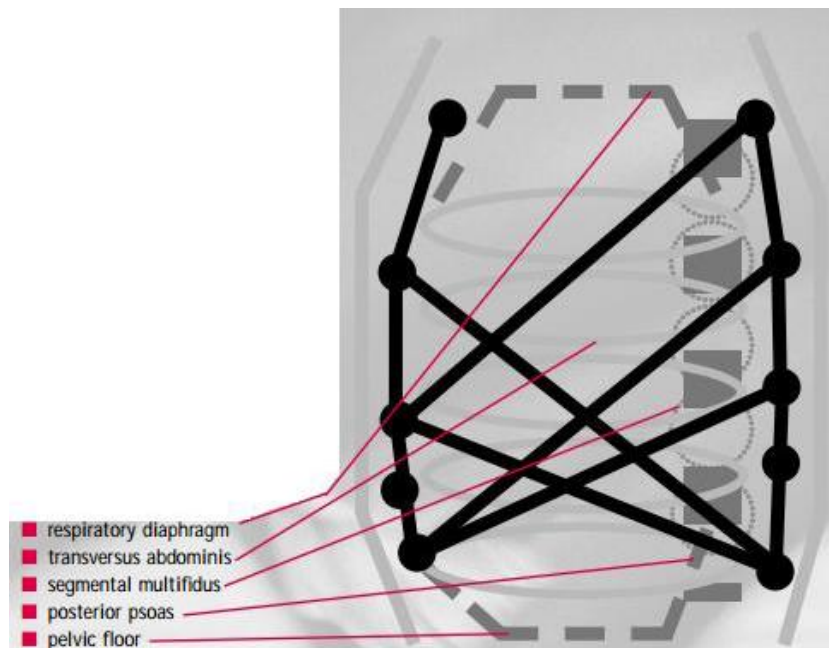 respiratory diaphragm
transversus abdominis
segmental multifidus
posterior psoas
pelvic floor